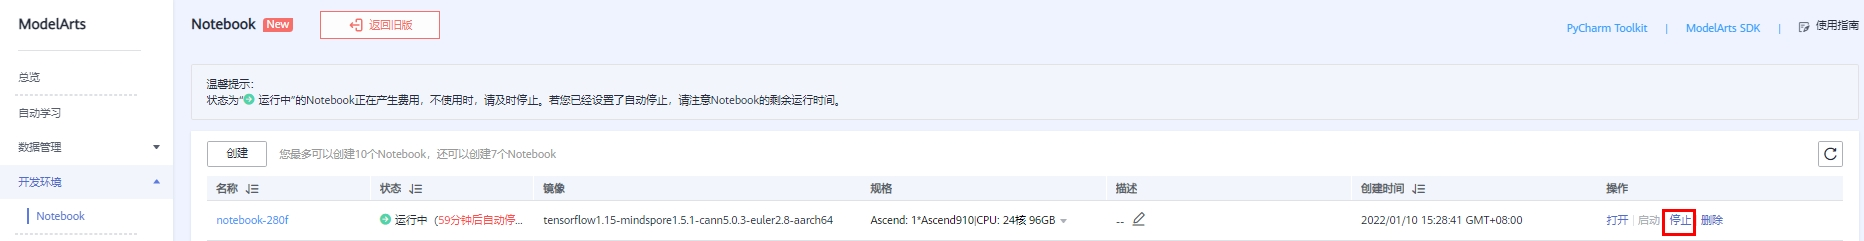 ModelArts
总览
自动学习
数据管理
开发环境
Notebook
Notebook New 返回旧版
PyCharm Toolkit | ModelArts SDK | 使用指南
温馨提示:
状态为“运行中”的Notebook正在产生费用，不使用时，请及时停止。若您已经设置了自动停止，请注意Notebook的剩余运行时间。
创建 您最多可以创建10个Notebook，还可以创建7个Notebook
名称 状态 镜像 规格 描述 创建时间 操作
notebook-280f 运行中（59分钟后自动停... tensorflow1.15-mindspore1.5.1-cann5.0.3-euler2.8-aarch64 Ascend: 1*Ascend910|CPU: 24核 96GB -- 2022/01/10 15:28:41 GMT+08:00 打开 | 启动 | 停止 | 删除